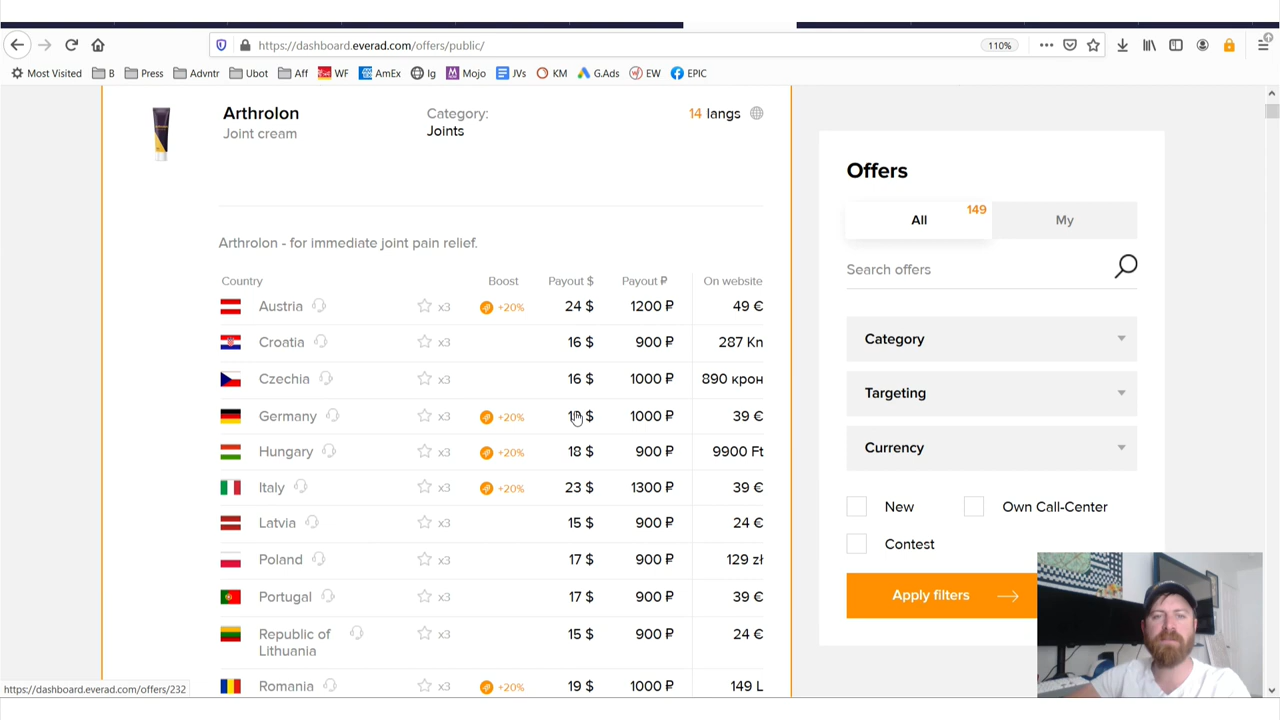 https://dashboard.everad.com/offers/public/
110%
Most Visited
B
Press
Advntr
Ubot
Aff
WF
AmEx
Ig
Mojo
JVs
KM
G.Ads
EW
EPIC
Arthrolon
Joint cream
Category:
Joints
14 langs
Arthrolon - for immediate joint pain relief.
Country Boost Payout $ Payout ₽ On website
Austria x3 +20% 24 $ 1200 ₽ 49 €
Croatia x3 16 $ 900 ₽ 287 Kn
Czechia x3 16 $ 1000 ₽ 890 крон
Germany x3 +20% $ 1000 ₽ 39 €
Hungary x3 +20% 18 $ 900 ₽ 9900 Ft
Italy x3 +20% 23 $ 1300 ₽ 39 €
Latvia x3 15 $ 900 ₽ 24 €
Poland x3 17 $ 900 ₽ 129 zł
Portugal x3 17 $ 900 ₽ 39 €
Republic of x3 15 $ 900 ₽ 24 €
Lithuania
Romania x3 +20% 19 $ 1000 ₽ 149 L
https://dashboard.everad.com/offers/232
Offers
All 149
My
Search offers
Category
Targeting
Currency
New
Own Call-Center
Contest
Apply filters